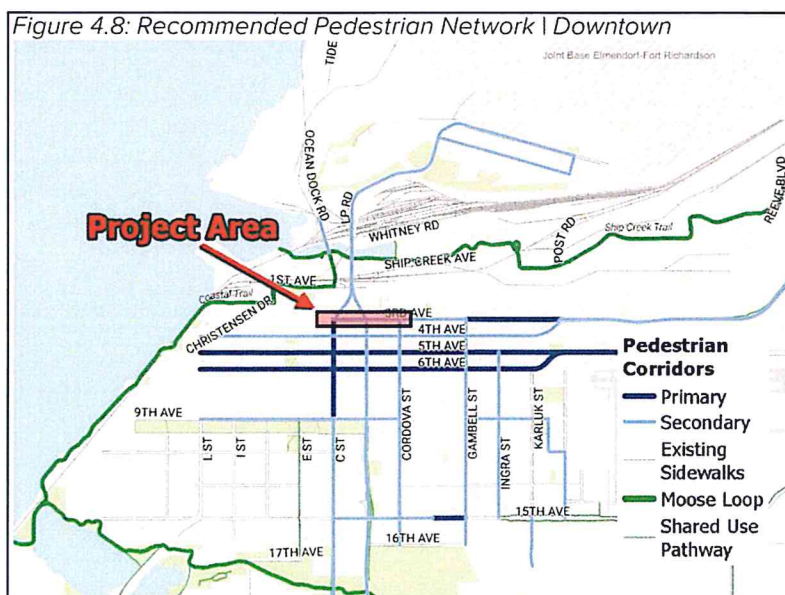 Figure 4.8: Recommended Pedestrian Network | Downtown
Joint Base Elmendorf-Fort Richardson
TIDE
OCEAN DOCK RD
LP RD
WHITNEY RD
REEVE BLVD
POST RD
Ship Creek Trail
Project Area
SHIP CREEK AVE
1ST AVE
Coastal Trail
CHRISTENSEN DR
3RD AVE
4TH AVE
5TH AVE
6TH AVE
9TH AVE
L ST
I ST
E ST
C ST
CORDOVA ST
GAMBELL ST
INGRA ST
KARLUK ST
15TH AVE
16TH AVE
17TH AVE
Pedestrian
Corridors
Primary
Secondary
Existing
Sidewalks
Moose Loop
Shared Use
Pathway